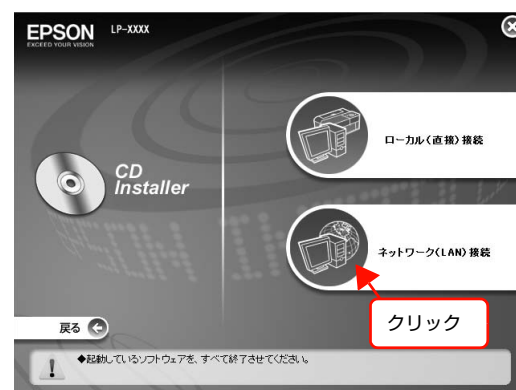 EPSON
EXCEED YOUR VISION
LP-XXXX
CD
Installer
ローカル(直接)接続
ネットワーク(LAN)接続
クリック
戻る
◆起動しているソフトウェアを、すべて終了させてください。